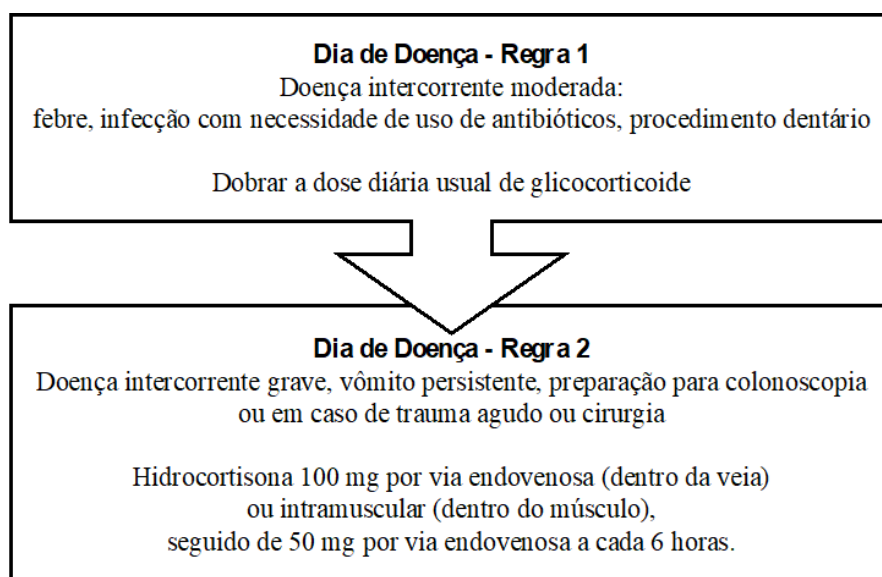 Dia de Doença - Regra 1
Doença intercorrente moderada:
febre, infecção com necessidade de uso de antibióticos, procedimento dentário
Dobrar a dose diária usual de glicocorticoide
Dia de Doença - Regra 2
Doença intercorrente grave, vômito persistente, preparação para colonoscopia
ou em caso de trauma agudo ou cirurgia
Hidrocortisona 100 mg por via endovenosa (dentro da veia)
ou intramuscular (dentro do músculo),
seguido de 50 mg por via endovenosa a cada 6 horas.